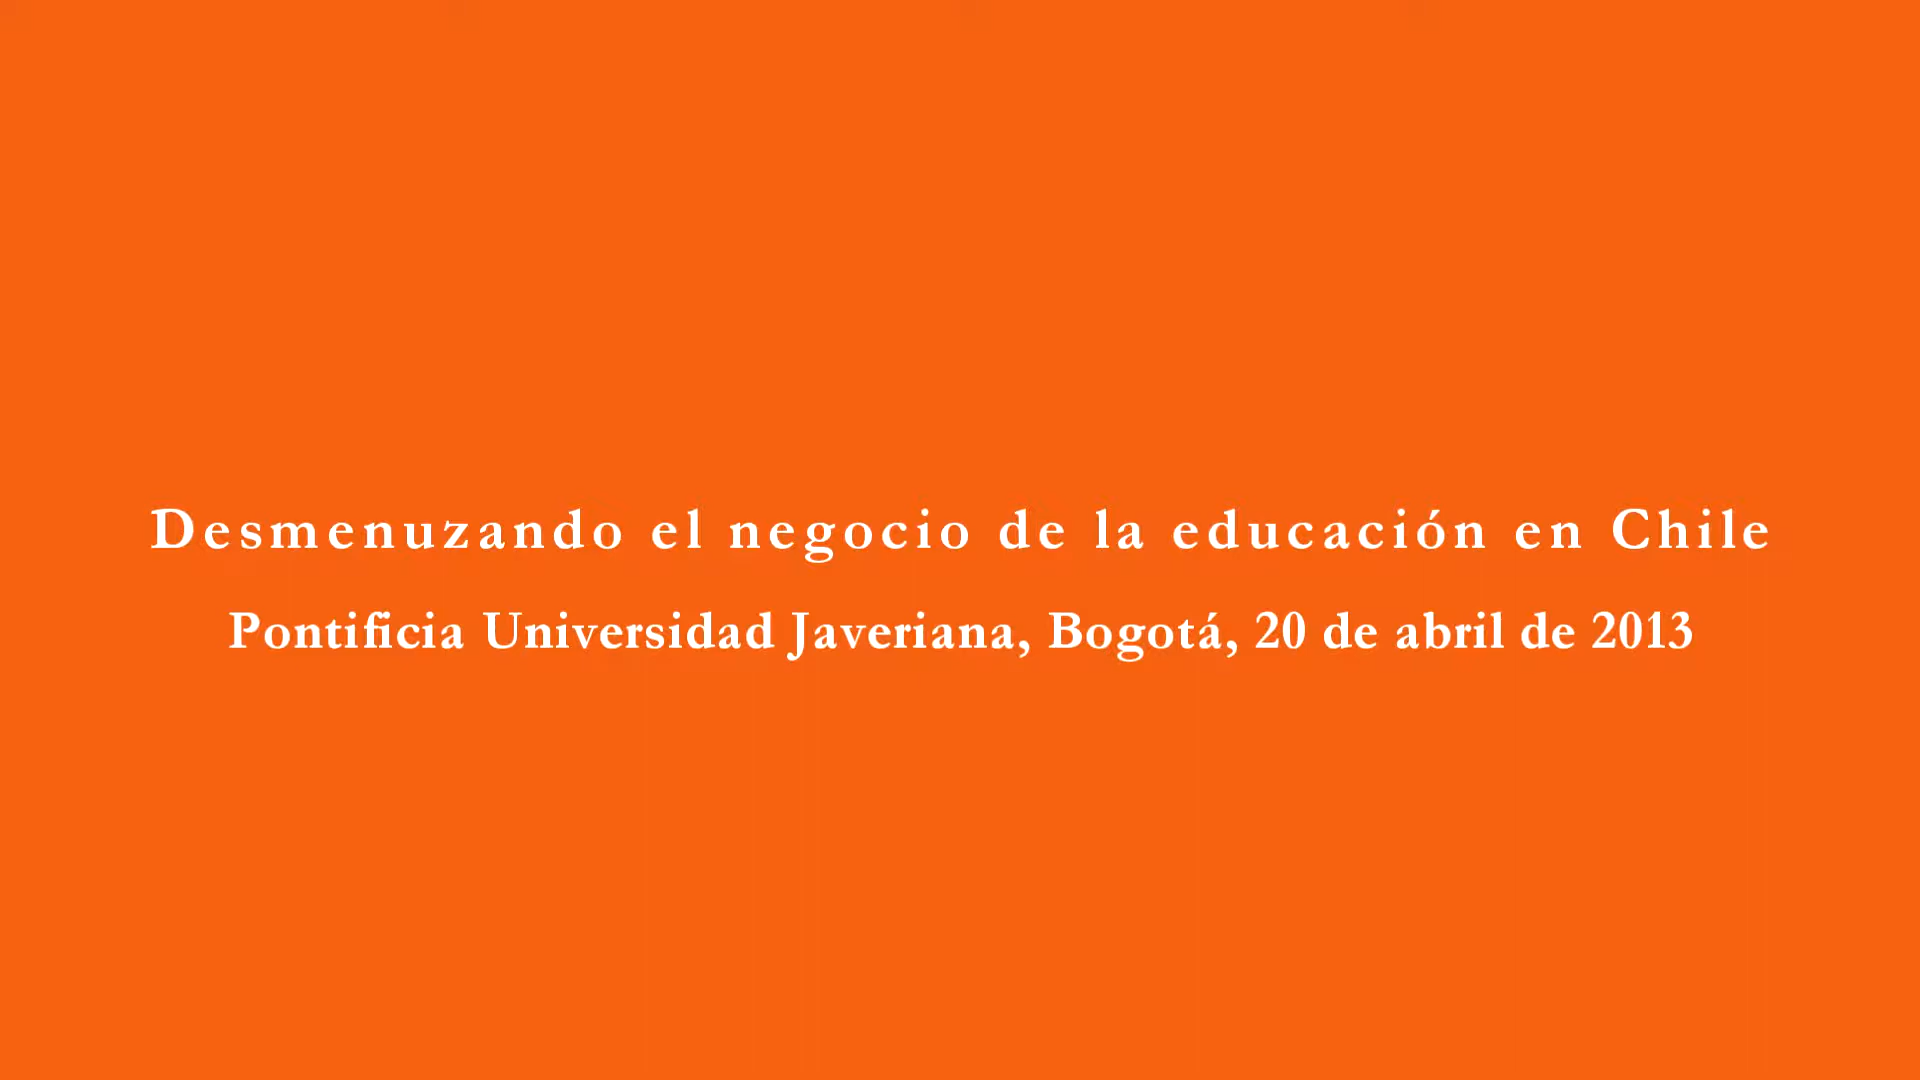 Desmenuzando el negocio de la educación en Chile
Pontificia Universidad Javeriana, Bogotá, 20 de abril de 2013